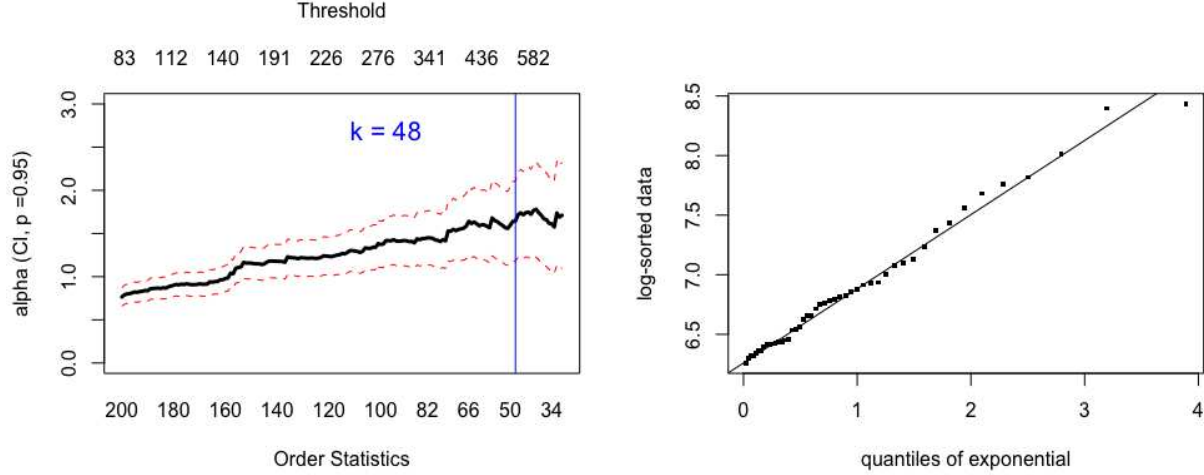 Threshold
83 112 140 191 226 276 341 436 582
k = 48
alpha (CI, p =0.95)
3.0
2.0
1.0
0.0
200 180 160 140 120 100 82 66 50 34
Order Statistics
log-sorted data
8.5
8.0
7.5
7.0
6.5
0 1 2 3 4
quantiles of exponential